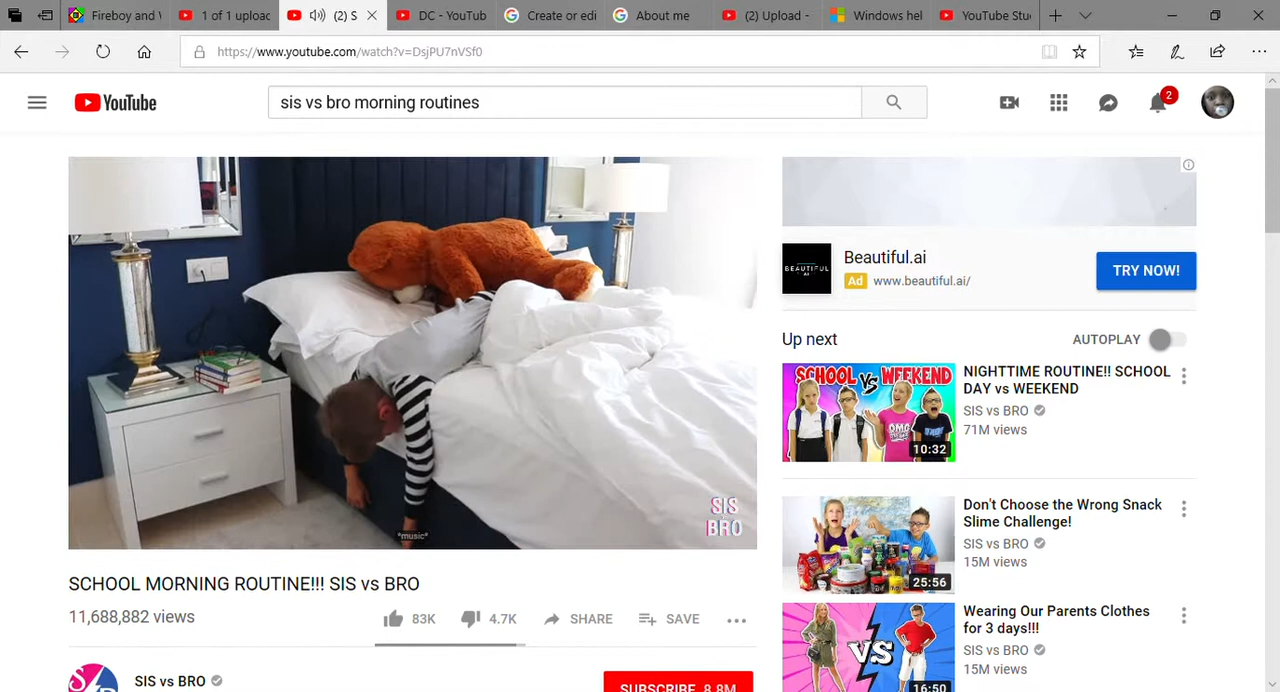 Fireboy and V
1 of 1 upload
(2) S
DC - YouTub
Create or edi
About me
(2) Upload -
Windows hel
YouTube Stu
https://www.youtube.com/watch?v=DsjPU7nVSf0
YouTube
sis vs bro morning routines
2
BEAUTIFUL AI
Beautiful.ai
Ad www.beautiful.ai/
TRY NOW!
Up next
AUTOPLAY
SCHOOL VS WEEKEND
OMG
10:32
NIGHTTIME ROUTINE!! SCHOOL
DAY vs WEEKEND
SIS vs BRO
71M views
25:56
Don't Choose the Wrong Snack
Slime Challenge!
SIS vs BRO
15M views
VS
16:50
Wearing Our Parents Clothes
for 3 days!!!
SIS vs BRO
15M views
SIS
BRO
*music*
SCHOOL MORNING ROUTINE!!! SIS vs BRO
11,688,882 views
83K
4.7K
SHARE
SAVE
SIS vs BRO
SUBSCRIBE 8.8M